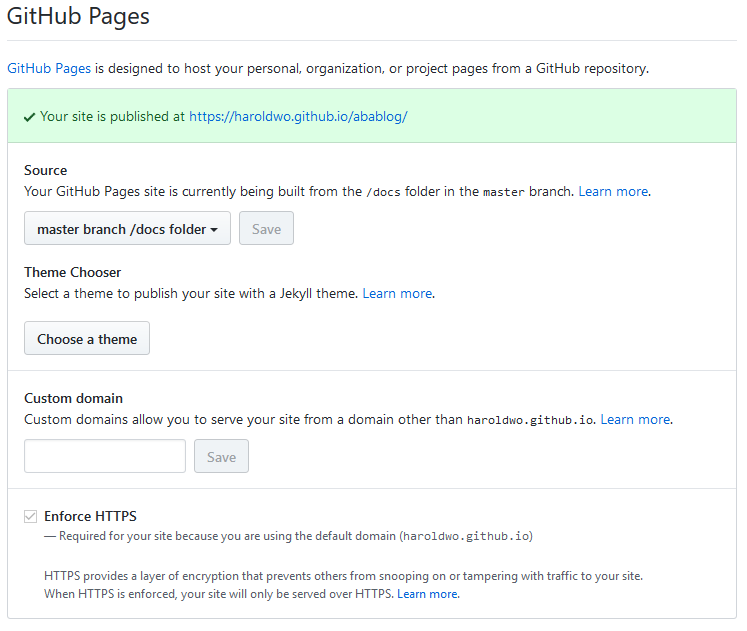 GitHub Pages
GitHub Pages is designed to host your personal, organization, or project pages from a GitHub repository.
Your site is published at https://haroldwo.github.io/abablog/
Source
Your GitHub Pages site is currently being built from the /docs folder in the master branch. Learn more.
master branch /docs folder
Save
Theme Chooser
Select a theme to publish your site with a Jekyll theme. Learn more.
Choose a theme
Custom domain
Custom domains allow you to serve your site from a domain other than haroldwo.github.io. Learn more.
Save
Enforce HTTPS
— Required for your site because you are using the default domain (haroldwo.github.io)
HTTPS provides a layer of encryption that prevents others from snooping on or tampering with traffic to your site.
When HTTPS is enforced, your site will only be served over HTTPS. Learn more.